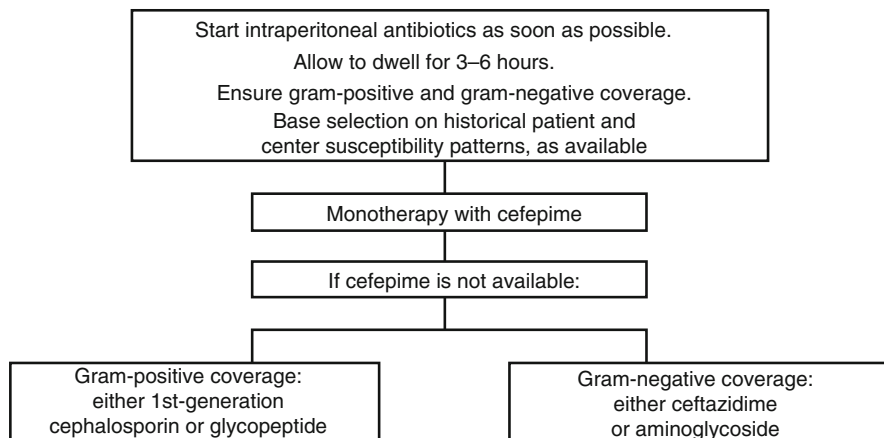 Start intraperitoneal antibiotics as soon as possible.
Allow to dwell for 3–6 hours.
Ensure gram-positive and gram-negative coverage.
Base selection on historical patient and
center susceptibility patterns, as available
Monotherapy with cefepime
If cefepime is not available:
Gram-positive coverage:
either 1st-generation
cephalosporin or glycopeptide
Gram-negative coverage:
either ceftazidime
or aminoglycoside